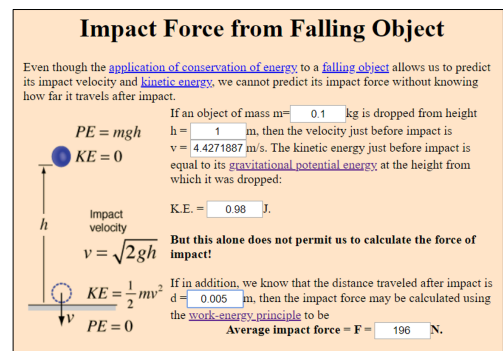 Impact Force from Falling Object
Even though the application of conservation of energy to a falling object allows us to predict
its impact velocity and kinetic energy, we cannot predict its impact force without knowing
how far it travels after impact.
If an object of mass m= 0.1 kg is dropped from height
h = 1 m, then the velocity just before impact is
v = 4.4271887 m/s. The kinetic energy just before impact is
equal to its gravitational potential energy at the height from
which it was dropped:
K.E. = 0.98 J.
But this alone does not permit us to calculate the force of
impact!
If in addition, we know that the distance traveled after impact is
d = 0.005 m, then the impact force may be calculated using
the work-energy principle to be
Average impact force = F = 196 N.
PE = mgh
KE = 0
h
Impact
velocity
v = √2gh
KE = 1/2 mv²
v
PE = 0